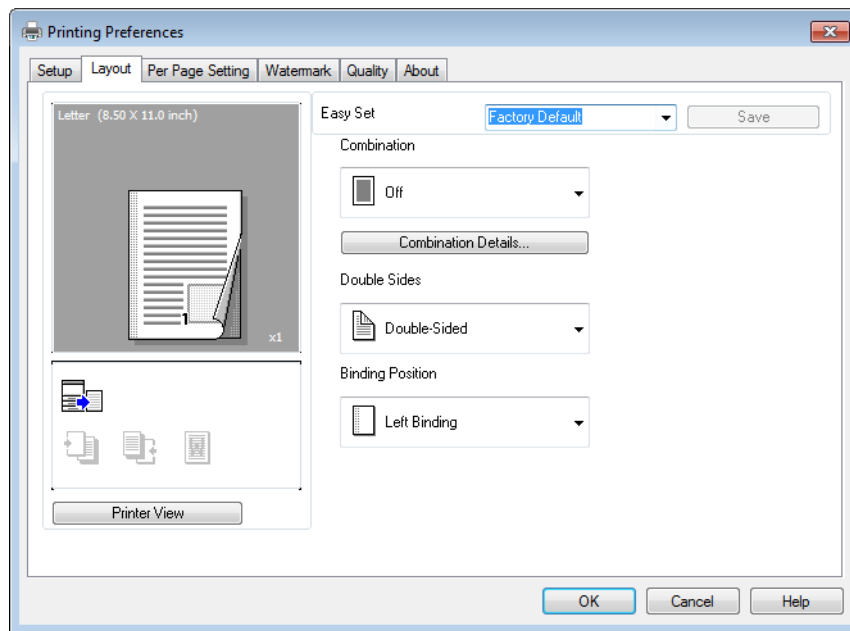 Printing Preferences
Setup Layout Per Page Setting Watermark Quality About
Letter (8.50 X 11.0 inch)
1
x1
Printer View
Easy Set Factory Default Save
Combination
Off
Combination Details...
Double Sides
Double-Sided
Binding Position
Left Binding
OK Cancel Help